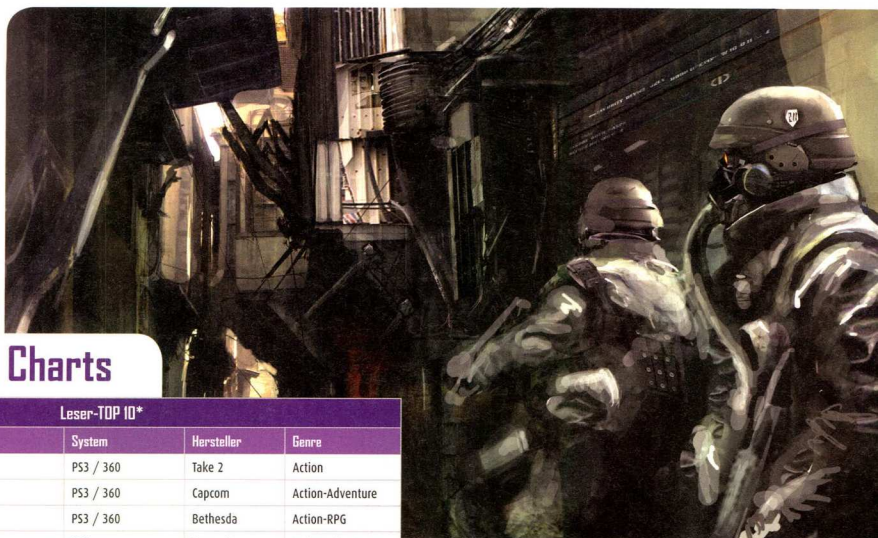 Charts
Leser-TOP 10*
System Hersteller Genre
PS3 / 360 Take 2 Action
PS3 / 360 Capcom Action-Adventure
PS3 / 360 Bethesda Action-RPG